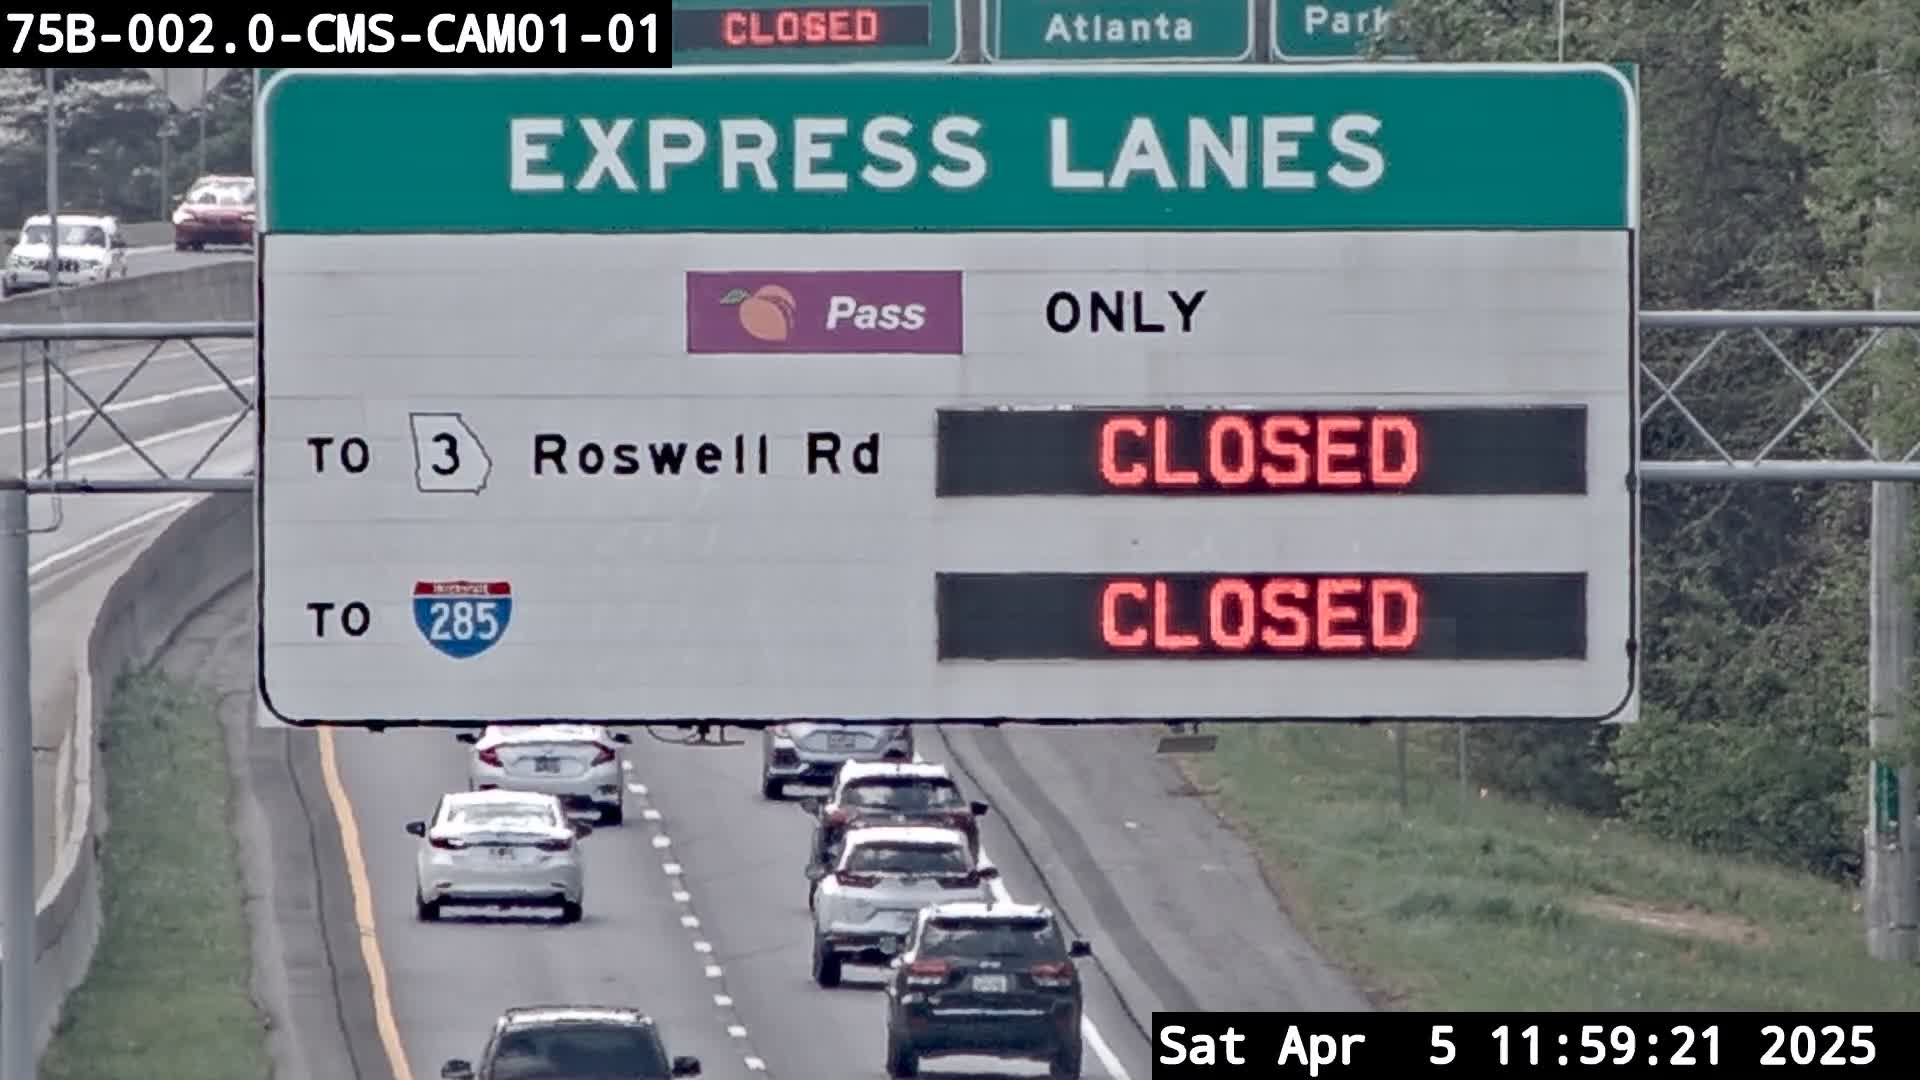 75B-002.0-CMS-CAM01-01
CLOSED
Atlanta
Park
EXPRESS LANES
Pass ONLY
TO 3 Roswell Rd CLOSED
INTERSTATE
TO 285 CLOSED
Sat Apr 5 11:59:21 2025